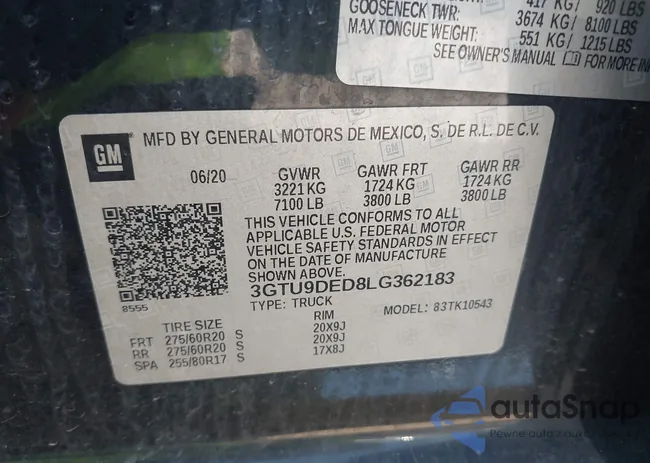 417 KG/ 920 LBS
GOOSENECK TWR: 3674 KG/ 8100 LBS
MAX TONGUE WEIGHT: 551 KG/ 1215 LBS
SEE OWNER'S MANUAL FOR MORE
GM
MFD BY GENERAL MOTORS DE MEXICO, S. DE R.L. DE C.V.
06/20 GVWR GAWR FRT GAWR RR
3221 KG 1724 KG 1724 KG
7100 LB 3800 LB 3800 LB
THIS VEHICLE CONFORMS TO ALL
APPLICABLE U.S. FEDERAL MOTOR
VEHICLE SAFETY STANDARDS IN EFFECT
ON THE DATE OF MANUFACTURE
SHOWN ABOVE.
3GTU9DED8LG362183
8555
TYPE: TRUCK MODEL: 83TK10543
TIRE SIZE RIM
FRT 275/60R20 S 20X9J
RR 275/60R20 S 20X9J
SPA 255/80R17 S 17X8J
autoSnap
Pewne auta